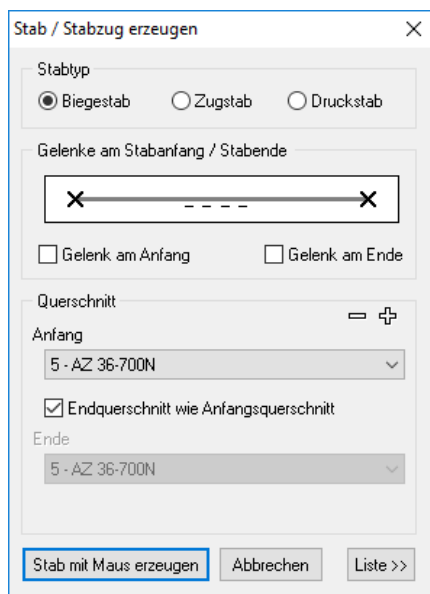 Stab / Stabzug erzeugen
Stabtyp
Biegestab Zugstab Druckstab
Gelenke am Stabanfang / Stabende
Gelenk am Anfang Gelenk am Ende
Querschnitt
Anfang
5 - AZ 36-700N
Endquerschnitt wie Anfangsquerschnitt
Ende
5 - AZ 36-700N
Stab mit Maus erzeugen Abbrechen Liste >>